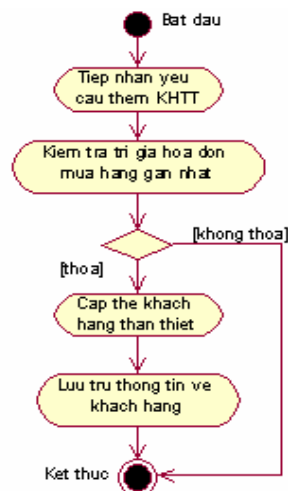 Bat dau
Tiep nhan yeu
cau them KHTT
Kiem tra tri gia hoa don
mua hang gan nhat
[khong thoa]
[thoa]
Cap the khach
hang than thiet
Luu tru thong tin ve
khach hang
Ket thuc